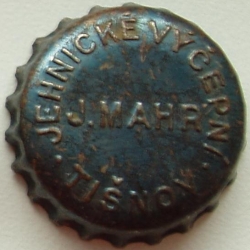 JEHNICKÉ VÝČEPNÍ
J. MAHR
· TIŠNOV ·